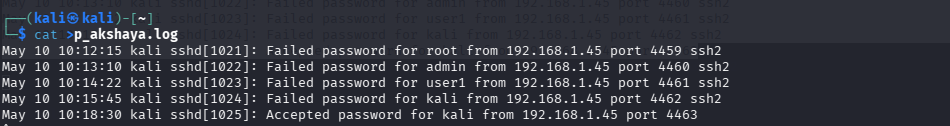 (kali㉿kali)-[~]
$ cat >p_akshaya.log
May 10 10:12:15 kali sshd[1021]: Failed password for root from 192.168.1.45 port 4459 ssh2
May 10 10:13:10 kali sshd[1022]: Failed password for admin from 192.168.1.45 port 4460 ssh2
May 10 10:14:22 kali sshd[1023]: Failed password for user1 from 192.168.1.45 port 4461 ssh2
May 10 10:15:45 kali sshd[1024]: Failed password for kali from 192.168.1.45 port 4462 ssh2
May 10 10:18:30 kali sshd[1025]: Accepted password for kali from 192.168.1.45 port 4463